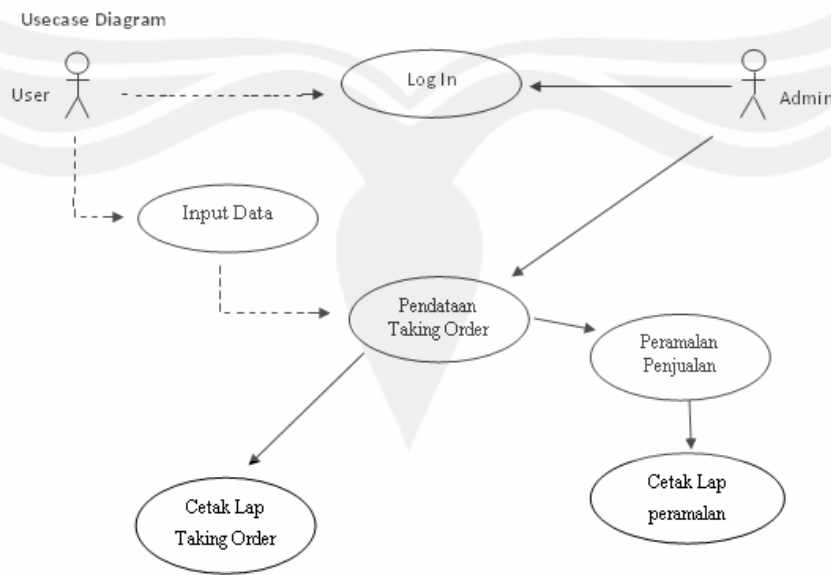 Usecase Diagram
User
Log In
Admin
Input Data
Pendataan
Taking Order
Peramalan
Penjualan
Cetak Lap
Taking Order
Cetak Lap
peramalan